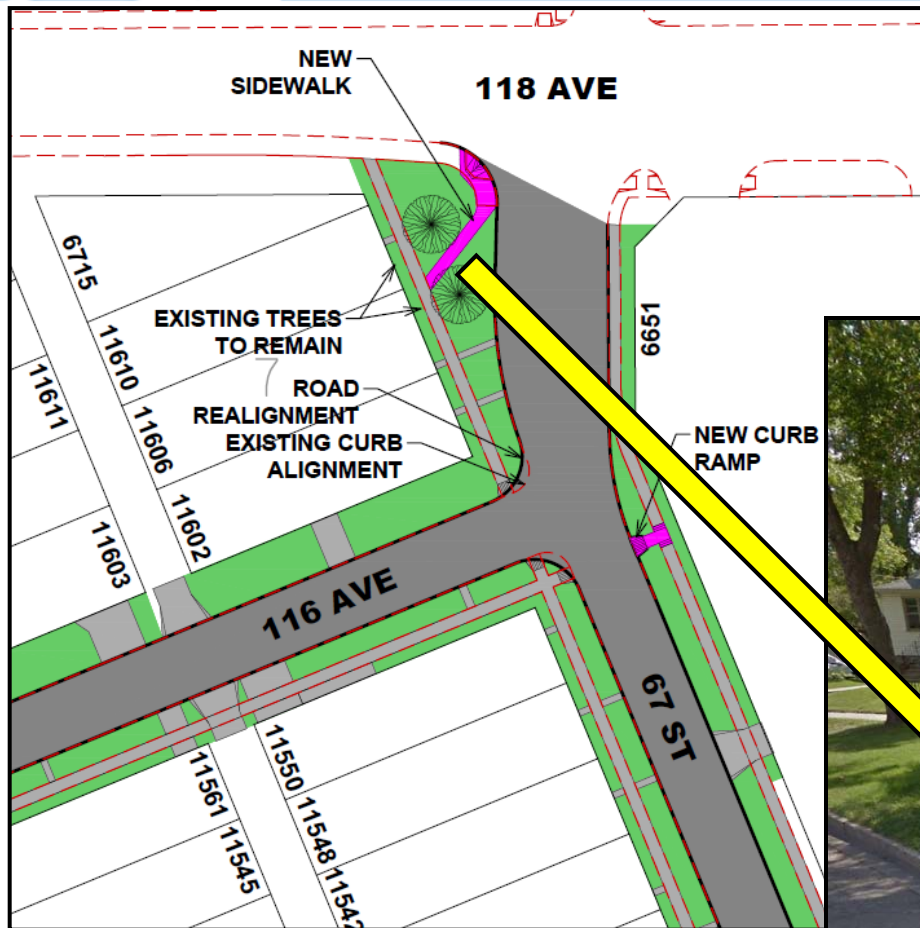 NEW
SIDEWALK
118 AVE
6715
11610
11606
11602
11611
11603
EXISTING TREES
TO REMAIN
ROAD
REALIGNMENT
EXISTING CURB
ALIGNMENT
6651
NEW CURB
RAMP
116 AVE
67 ST
11561
11545
11550
11548
11542